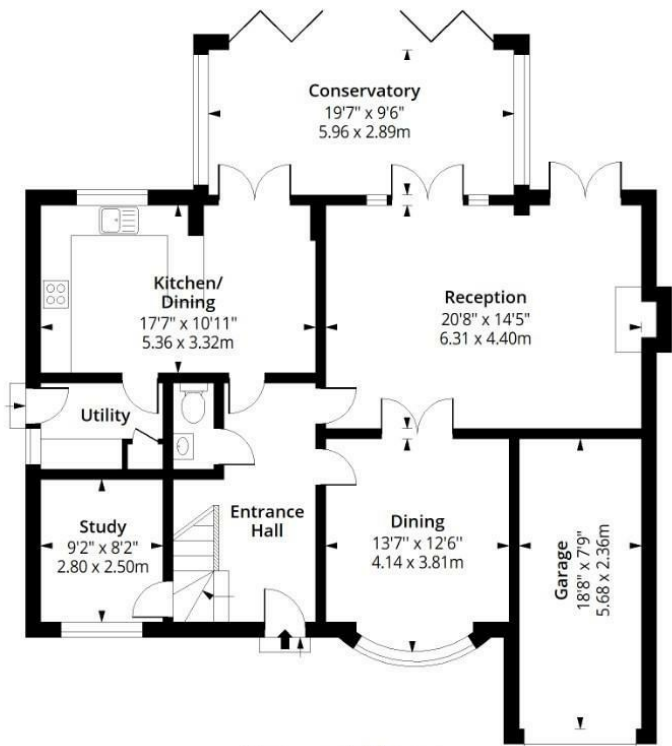 Conservatory
19'7" x 9'6"
5.96 x 2.89m
Kitchen/
Dining
17'7" x 10'11"
5.36 x 3.32m
Reception
20'8" x 14'5"
6.31 x 4.40m
Utility
Study
9'2" x 8'2"
2.80 x 2.50m
Entrance
Hall
Dining
13'7" x 12'6"
4.14 x 3.81m
Garage
18'8" x 7'9"
5.68 x 2.36m